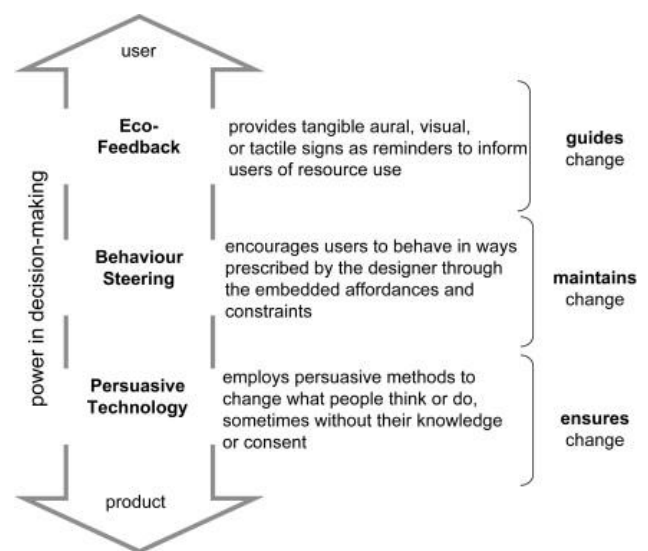 user
power in decision-making
Eco-
Feedback
provides tangible aural, visual,
or tactile signs as reminders to inform
users of resource use
guides
change
Behaviour
Steering
encourages users to behave in ways
prescribed by the designer through
the embedded affordances and
constraints
maintains
change
Persuasive
Technology
employs persuasive methods to
change what people think or do,
sometimes without their knowledge
or consent
ensures
change
product